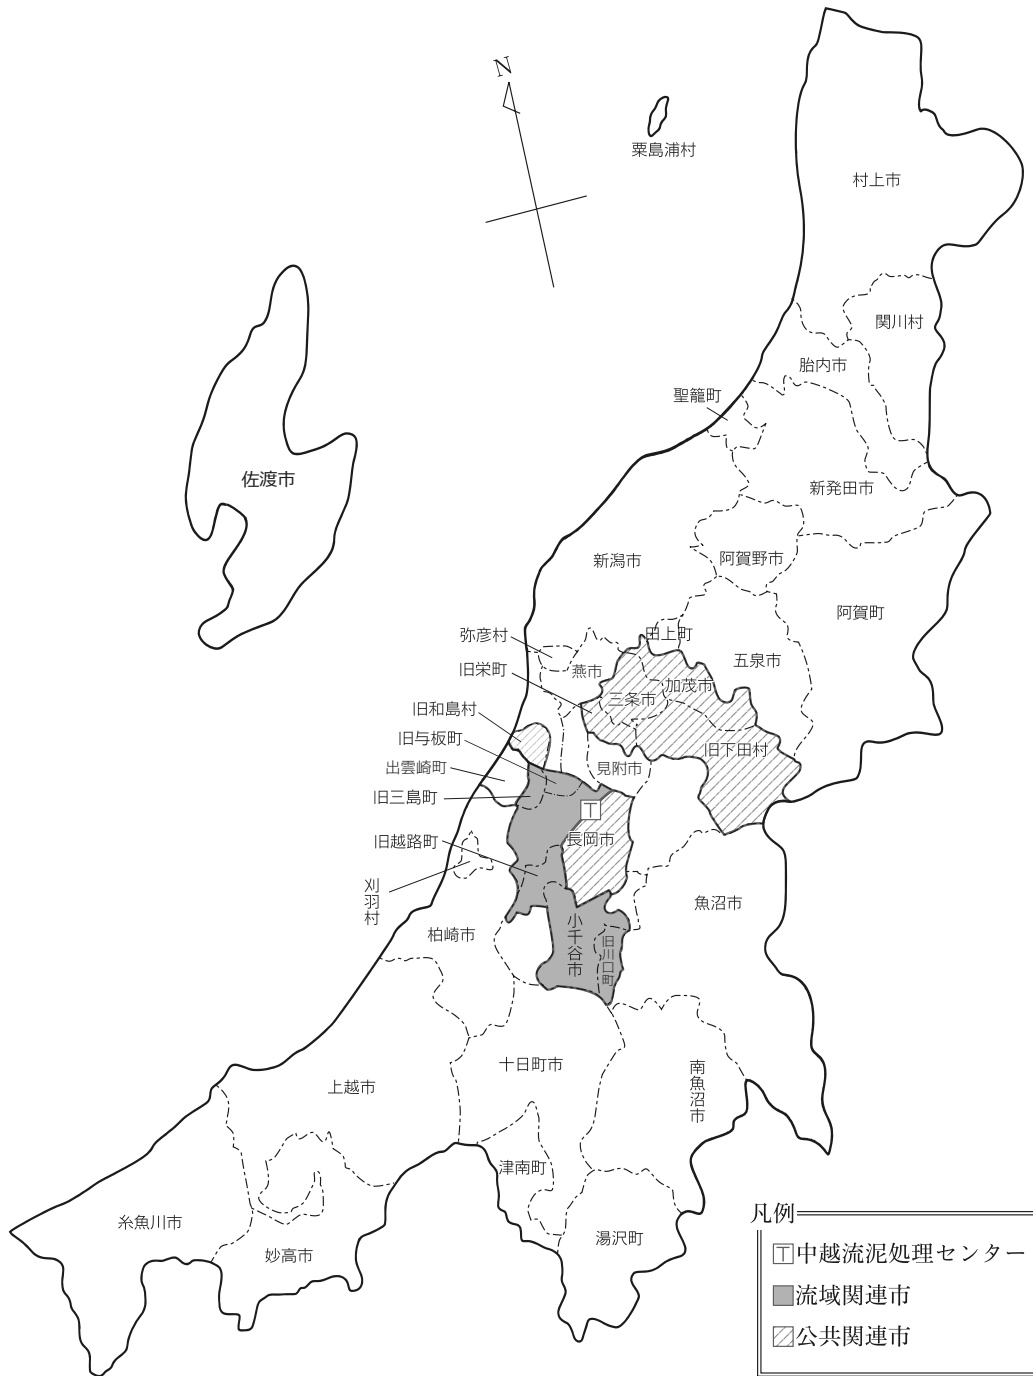 N
粟島浦村
村上市
関川村
胎内市
聖籠町
佐渡市
新発田市
新潟市
阿賀野市
阿賀町
弥彦村
田上町
五泉市
旧栄町
燕市
加茂市
三条市
旧和島村
旧与板町
旧下田村
出雲崎町
見附市
旧三島町
T
旧越路町
長岡市
刈羽村
魚沼市
柏崎市
小千谷市
旧川口町
十日町市
南魚沼市
上越市
津南町
糸魚川市
湯沢町
妙高市
凡例
T中越流泥処理センター
流域関連市
公共関連市